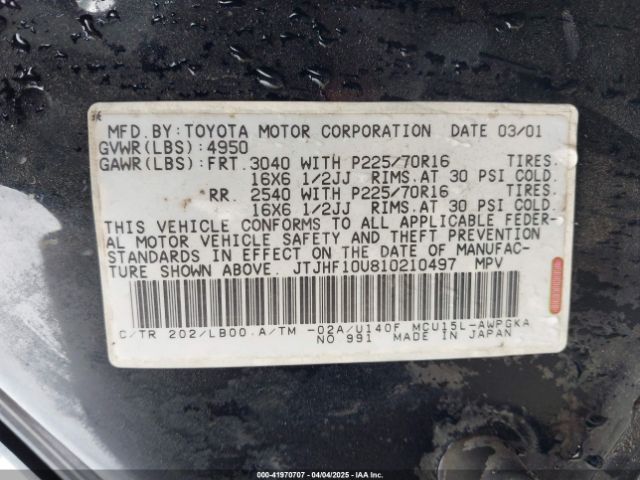 MFD.BY:TOYOTA MOTOR CORPORATION DATE 03/01
GVWR(LBS):4950
GAWR(LBS):FRT.3040 WITH P225/70R16 TIRES.
16X6 1/2JJ RIMS.AT 30 PSI COLD.
RR. 2540 WITH P225/70R16 TIRES.
16X6 1/2JJ RIMS.AT 30 PSI COLD.
THIS VEHICLE CONFORMS TO ALL APPLICABLE FEDER-
AL MOTOR VEHICLE SAFETY AND THEFT PREVENTION
STANDARDS IN EFFECT ON THE DATE OF MANUFAC-
TURE SHOWN ABOVE. JTJHF10U810210497 MPV
C/TR 202/LB00 A/TM -02A/U140F MCU15L-AWPGKA
NO 991 MADE IN JAPAN
000-41970707 - 04/04/2025 - IAAI.COM